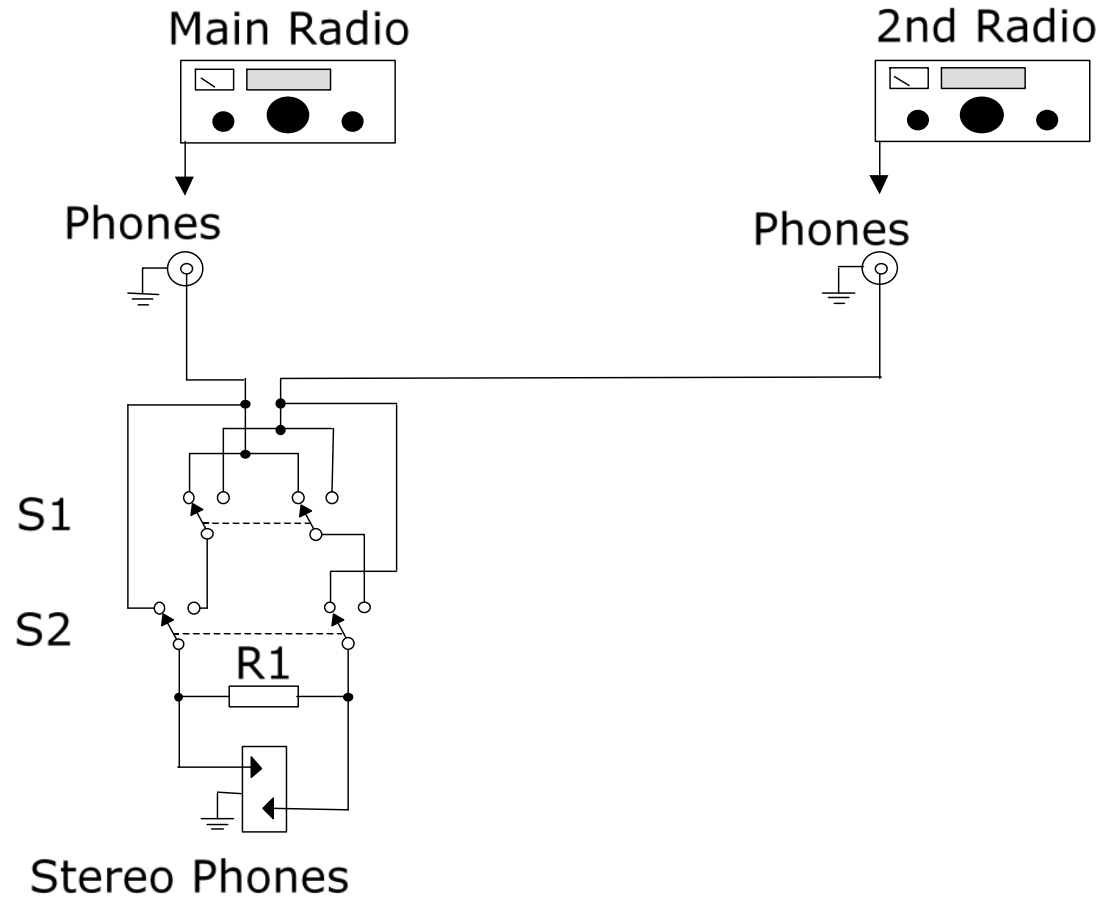 Main Radio
2nd Radio
Phones
Phones
S1
S2
R1
Stereo Phones